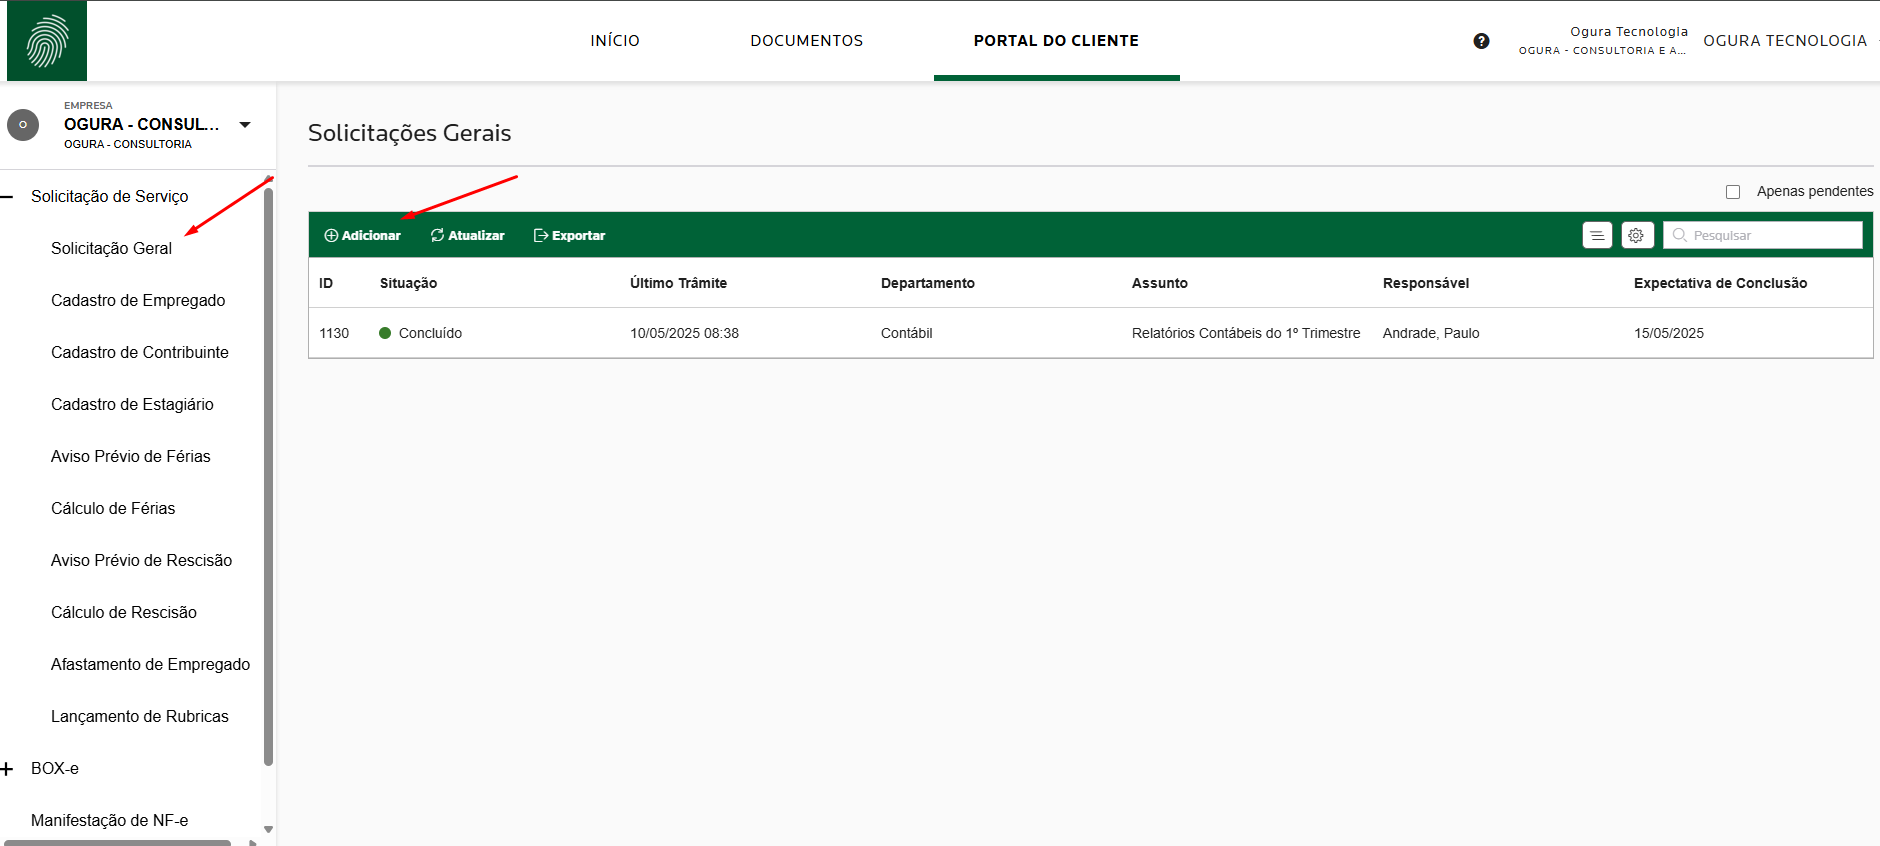 INÍCIO
DOCUMENTOS
PORTAL DO CLIENTE
?
Ogura Tecnologia
OGURA - CONSULTORIA E A...
OGURA TECNOLOGIA
O
EMPRESA
OGURA - CONSUL...
OGURA - CONSULTORIA
Solicitação de Serviço
Solicitação Geral
Cadastro de Empregado
Cadastro de Contribuinte
Cadastro de Estagiário
Aviso Prévio de Férias
Cálculo de Férias
Aviso Prévio de Rescisão
Cálculo de Rescisão
Afastamento de Empregado
Lançamento de Rubricas
BOX-e
Manifestação de NF-e
Solicitações Gerais
Apenas pendentes
Adicionar Atualizar Exportar Pesquisar
ID Situação Último Trâmite Departamento Assunto Responsável Expectativa de Conclusão
1130 Concluído 10/05/2025 08:38 Contábil Relatórios Contábeis do 1º Trimestre Andrade, Paulo 15/05/2025